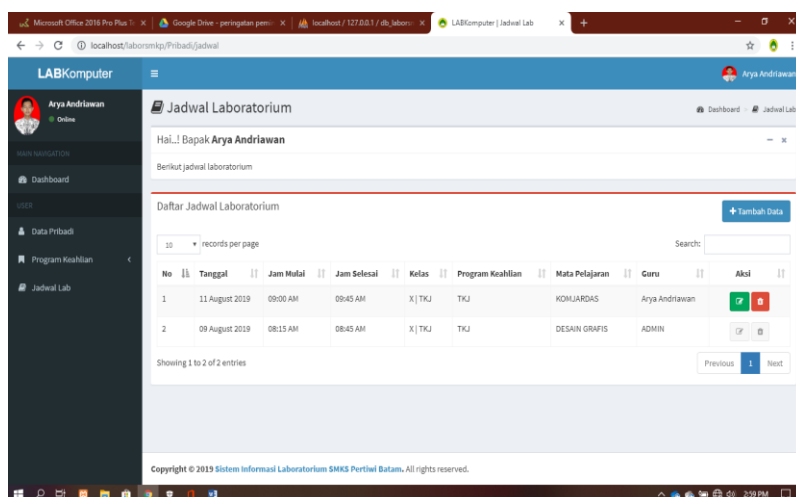 Microsoft Office 2016 Pro Plus
Google Drive - peringatan
localhost / 127.0.0.1 / db_labors
LABKomputer | Jadwal Lab
localhost/laborsmkp/Pribadi/jadwal
LABKomputer
Arya Andriawan
Arya Andriawan
Online
Jadwal Laboratorium
Dashboard
Jadwal Lab
Hai..! Bapak Arya Andriawan
Berikut jadwal laboratorium
MAIN NAVIGATION
Dashboard
USER
Data Pribadi
Program Keahlian
Jadwal Lab
Daftar Jadwal Laboratorium
+ Tambah Data
10 records per page
Search:
No Tanggal Jam Mulai Jam Selesai Kelas Program Keahlian Mata Pelajaran Guru Aksi
1 11 August 2019 09:00 AM 09:45 AM X | TKJ TKJ KOMJARDAS Arya Andriawan
2 09 August 2019 08:15 AM 08:45 AM X | TKJ TKJ DESAIN GRAFIS ADMIN
Showing 1 to 2 of 2 entries
Previous 1 Next
Copyright © 2019 Sistem Informasi Laboratorium SMKS Pertiwi Batam. All rights reserved.
2:59 PM